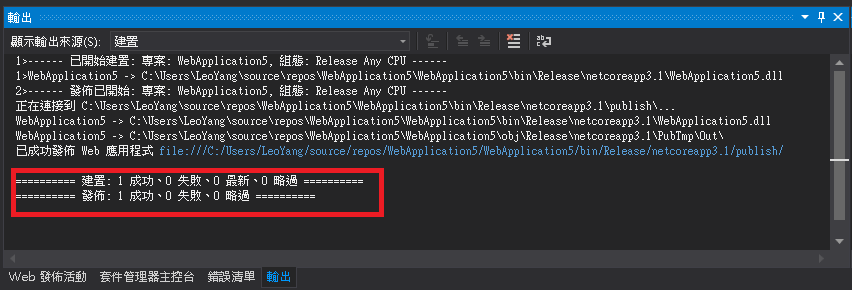 輸出
顯示輸出來源(S): 建置
1>------ 已開始建置: 專案: WebApplication5, 組態: Release Any CPU ------
1>WebApplication5 -> C:\Users\LeoYang\source\repos\WebApplication5\WebApplication5\bin\Release\netcoreapp3.1\WebApplication5.dll
2>------ 發佈已開始: 專案: WebApplication5, 組態: Release Any CPU ------
正在連接到 C:\Users\LeoYang\source\repos\WebApplication5\WebApplication5\bin\Release\netcoreapp3.1\publish\...
WebApplication5 -> C:\Users\LeoYang\source\repos\WebApplication5\WebApplication5\bin\Release\netcoreapp3.1\WebApplication5.dll
WebApplication5 -> C:\Users\LeoYang\source\repos\WebApplication5\WebApplication5\obj\Release\netcoreapp3.1\PubTmp\Out\
已成功發佈 Web 應用程式 file:///C:/Users/LeoYang/source/repos/WebApplication5/WebApplication5/bin/Release/netcoreapp3.1/publish/
========== 建置: 1 成功、0 失敗、0 最新、0 略過 ==========
========== 發佈: 1 成功、0 失敗、0 略過 ==========
Web 發佈活動 套件管理器主控台 錯誤清單 輸出